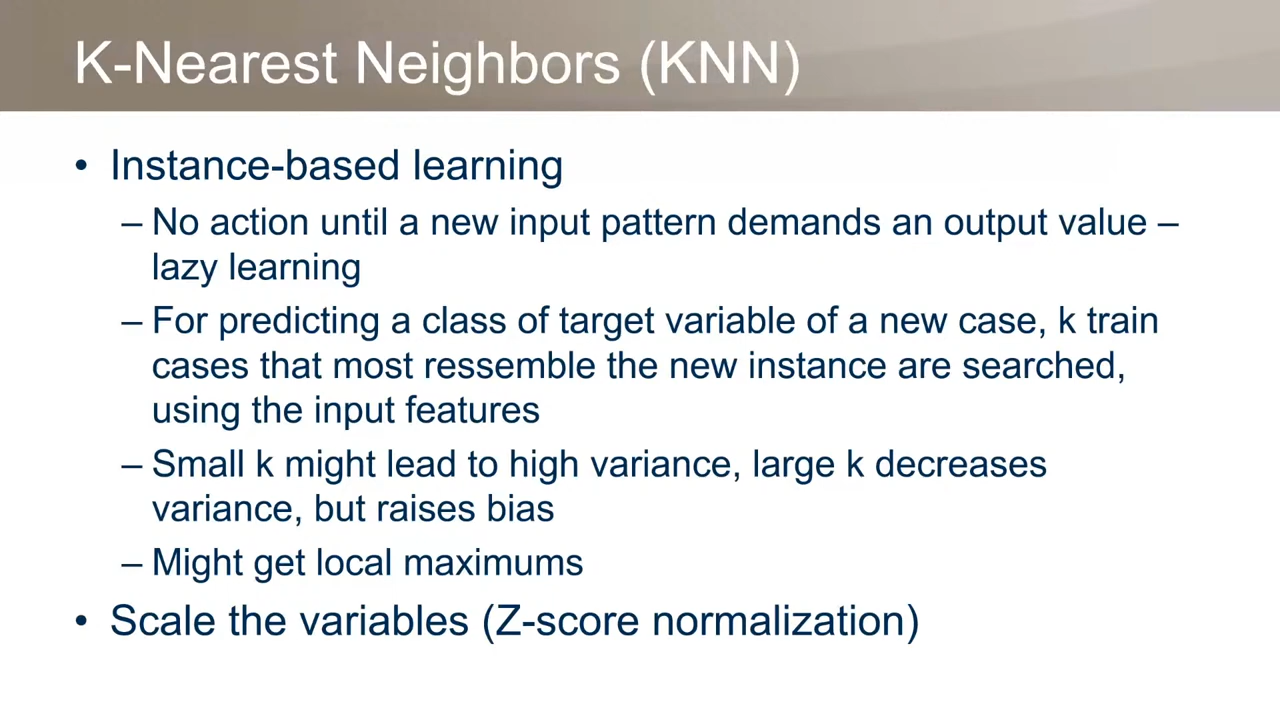 K-Nearest Neighbors (KNN)
• Instance-based learning
– No action until a new input pattern demands an output value –
lazy learning
– For predicting a class of target variable of a new case, k train
cases that most ressemble the new instance are searched,
using the input features
– Small k might lead to high variance, large k decreases
variance, but raises bias
– Might get local maximums
• Scale the variables (Z-score normalization)